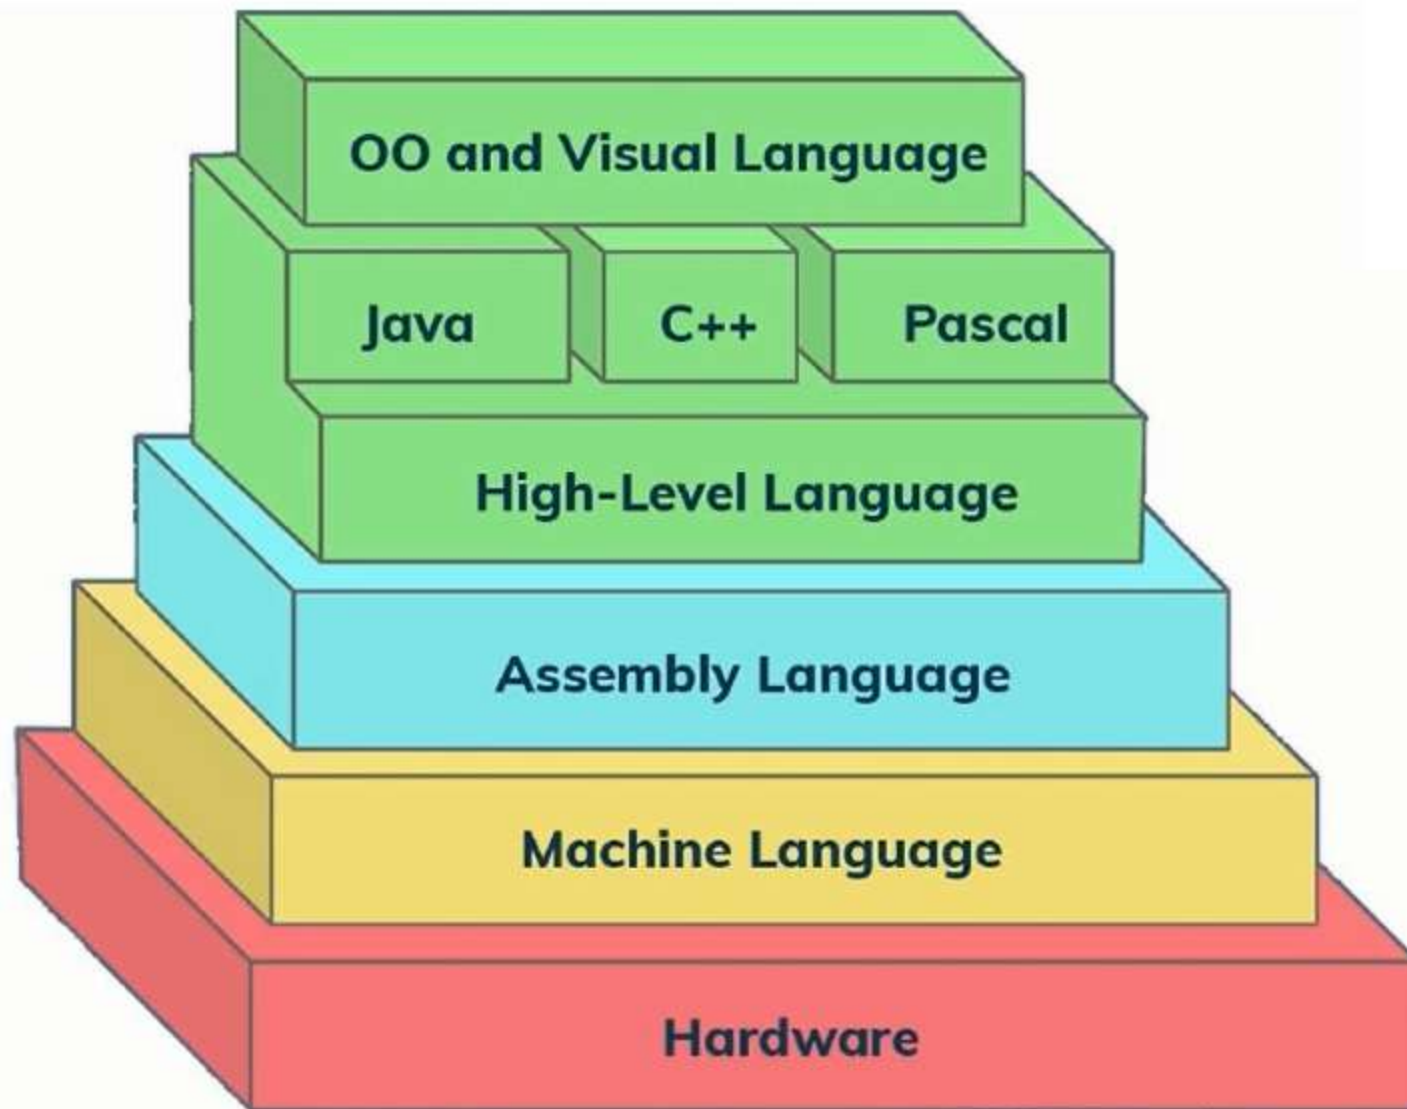 OO and Visual Language
Java C++ Pascal
High-Level Language
Assembly Language
Machine Language
Hardware